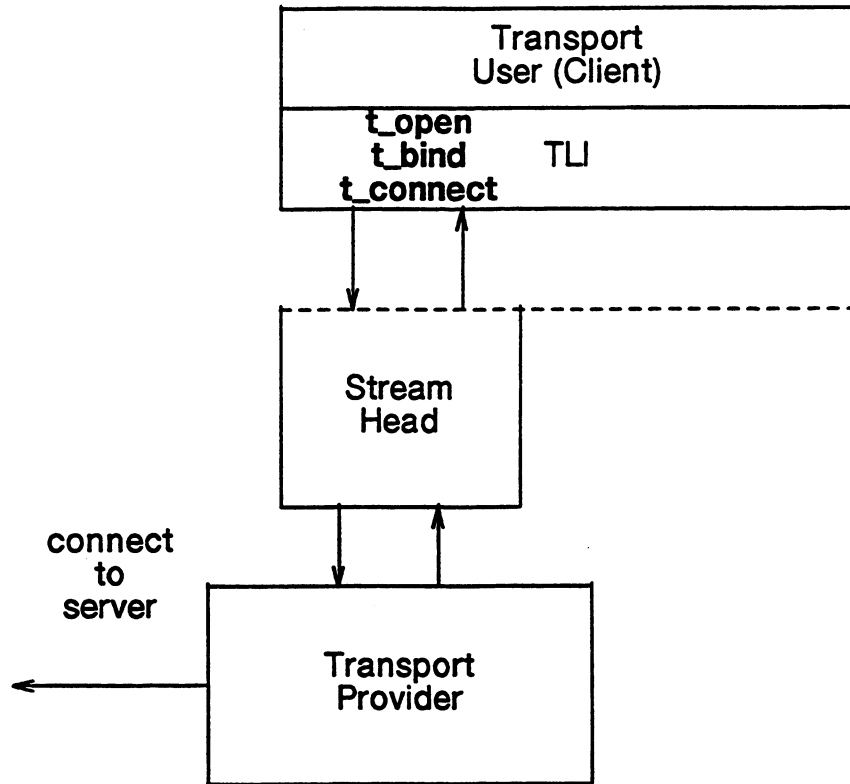 Transport
User (Client)
t_open
t_bind TLI
t_connect
Stream
Head
connect
to
server
Transport
Provider